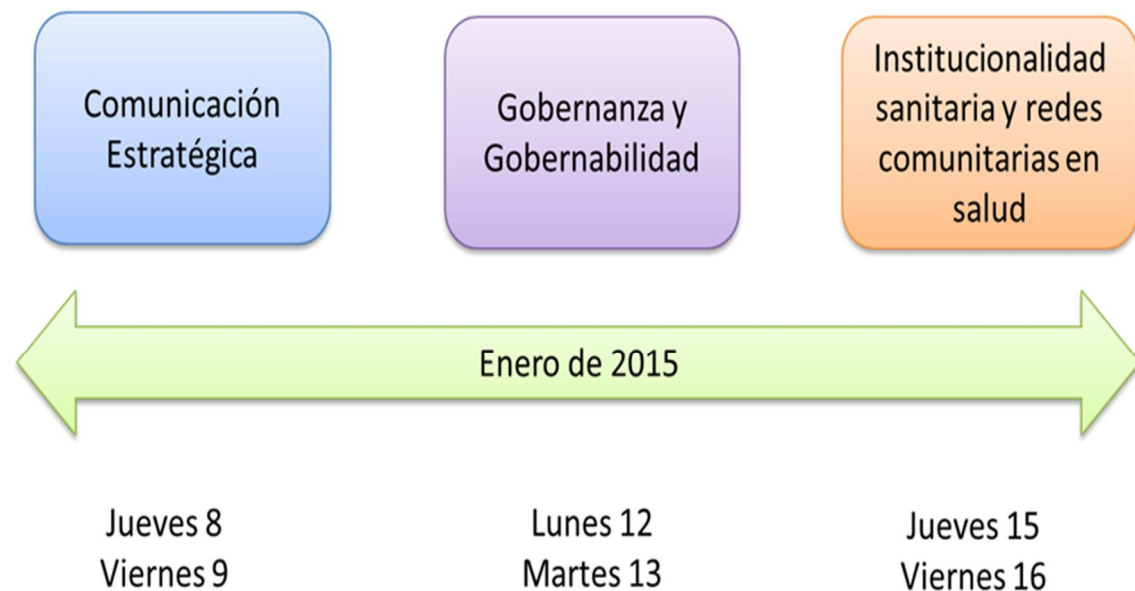 Comunicación
Estratégica
Gobernanza y
Gobernabilidad
Institucionalidad
sanitaria y redes
comunitarias en
salud
Enero de 2015
Jueves 8
Viernes 9
Lunes 12
Martes 13
Jueves 15
Viernes 16